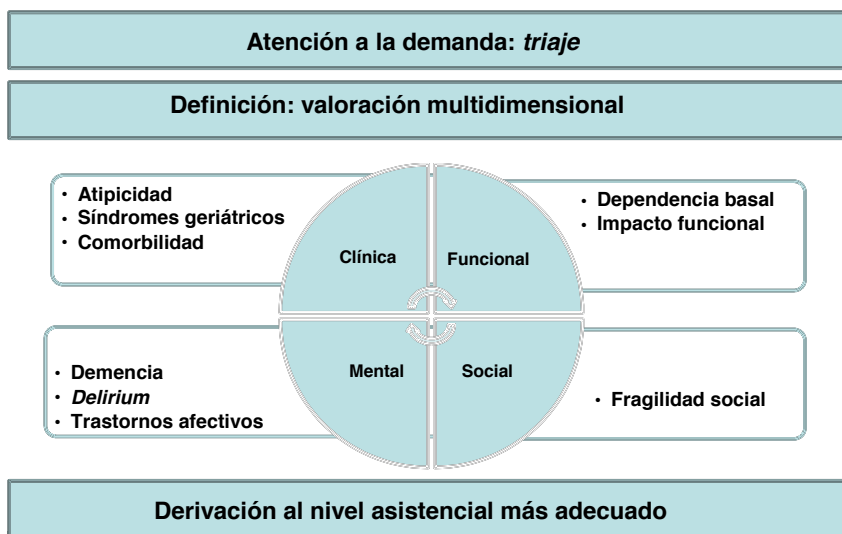 Atención a la demanda: triaje
Definición: valoración multidimensional
• Atipicidad
• Síndromes geriátricos
• Comorbilidad
• Dependencia basal
• Impacto funcional
Clínica
Funcional
Mental
Social
• Demencia
• Delirium
• Trastornos afectivos
• Fragilidad social
Derivación al nivel asistencial más adecuado